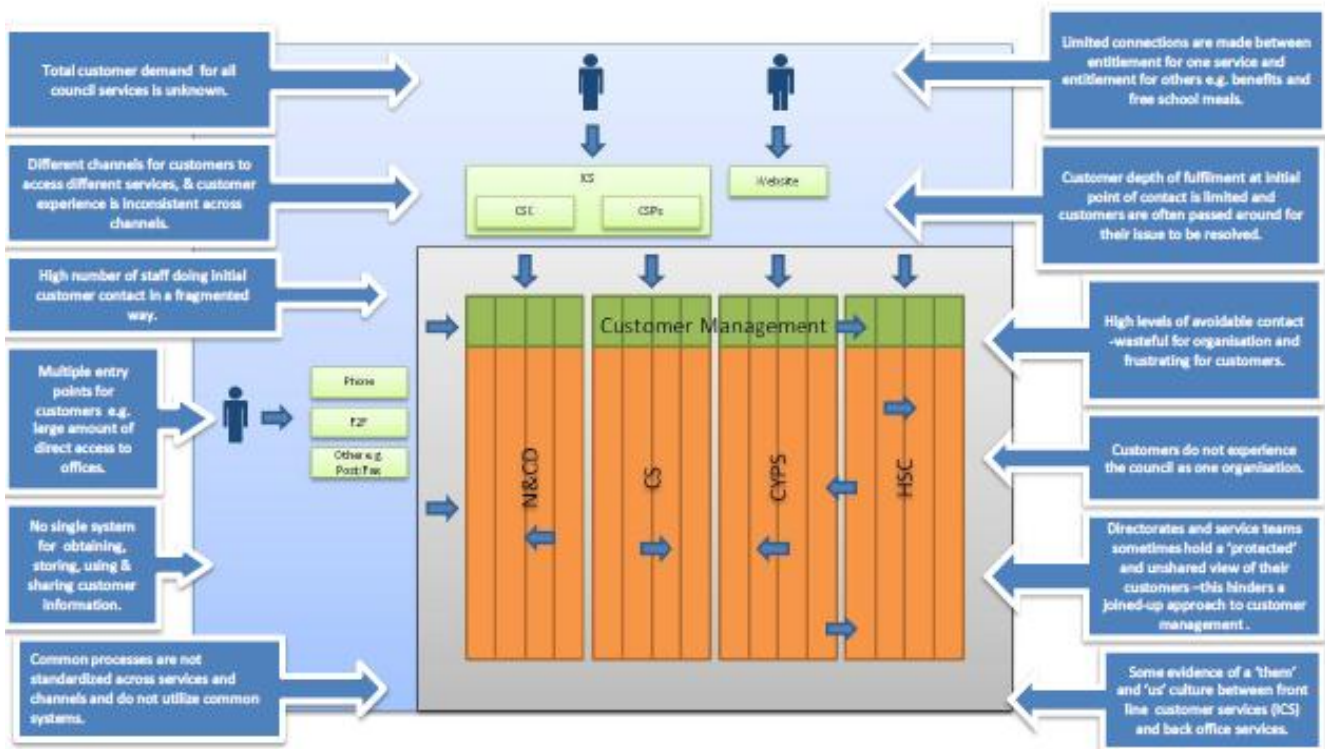 Total customer demand for all
council services is unknown.
Different channels for customers to
access different services, & customer
experience is inconsistent across
channels.
High number of staff doing initial
customer contact in a fragmented
way.
Multiple entry
points for
customers e.g.
large amount of
direct access to
offices.
No single system
for obtaining,
storing, using &
sharing customer
information.
Common processes are not
standardized across services and
channels and do not utilize common
systems.
ICS
CSC
CSPs
Website
Phone
F2F
Other e.g.
Post/Fax
Customer Management
N&CD
CS
CYPS
HSC
Limited connections are made between
entitlement for one service and
entitlement for others e.g. benefits and
free school meals.
Customer depth of fulfilment at initial
point of contact is limited and
customers are often passed around for
their issue to be resolved.
High levels of avoidable contact
-wasteful for organisation and
frustrating for customers.
Customers do not experience
the council as one organisation.
Directorates and service teams
sometimes hold a 'protected'
and unshared view of their
customers –this hinders a
joined-up approach to customer
management .
Some evidence of a 'them'
and 'us' culture between front
line customer services (ICS)
and back office services.